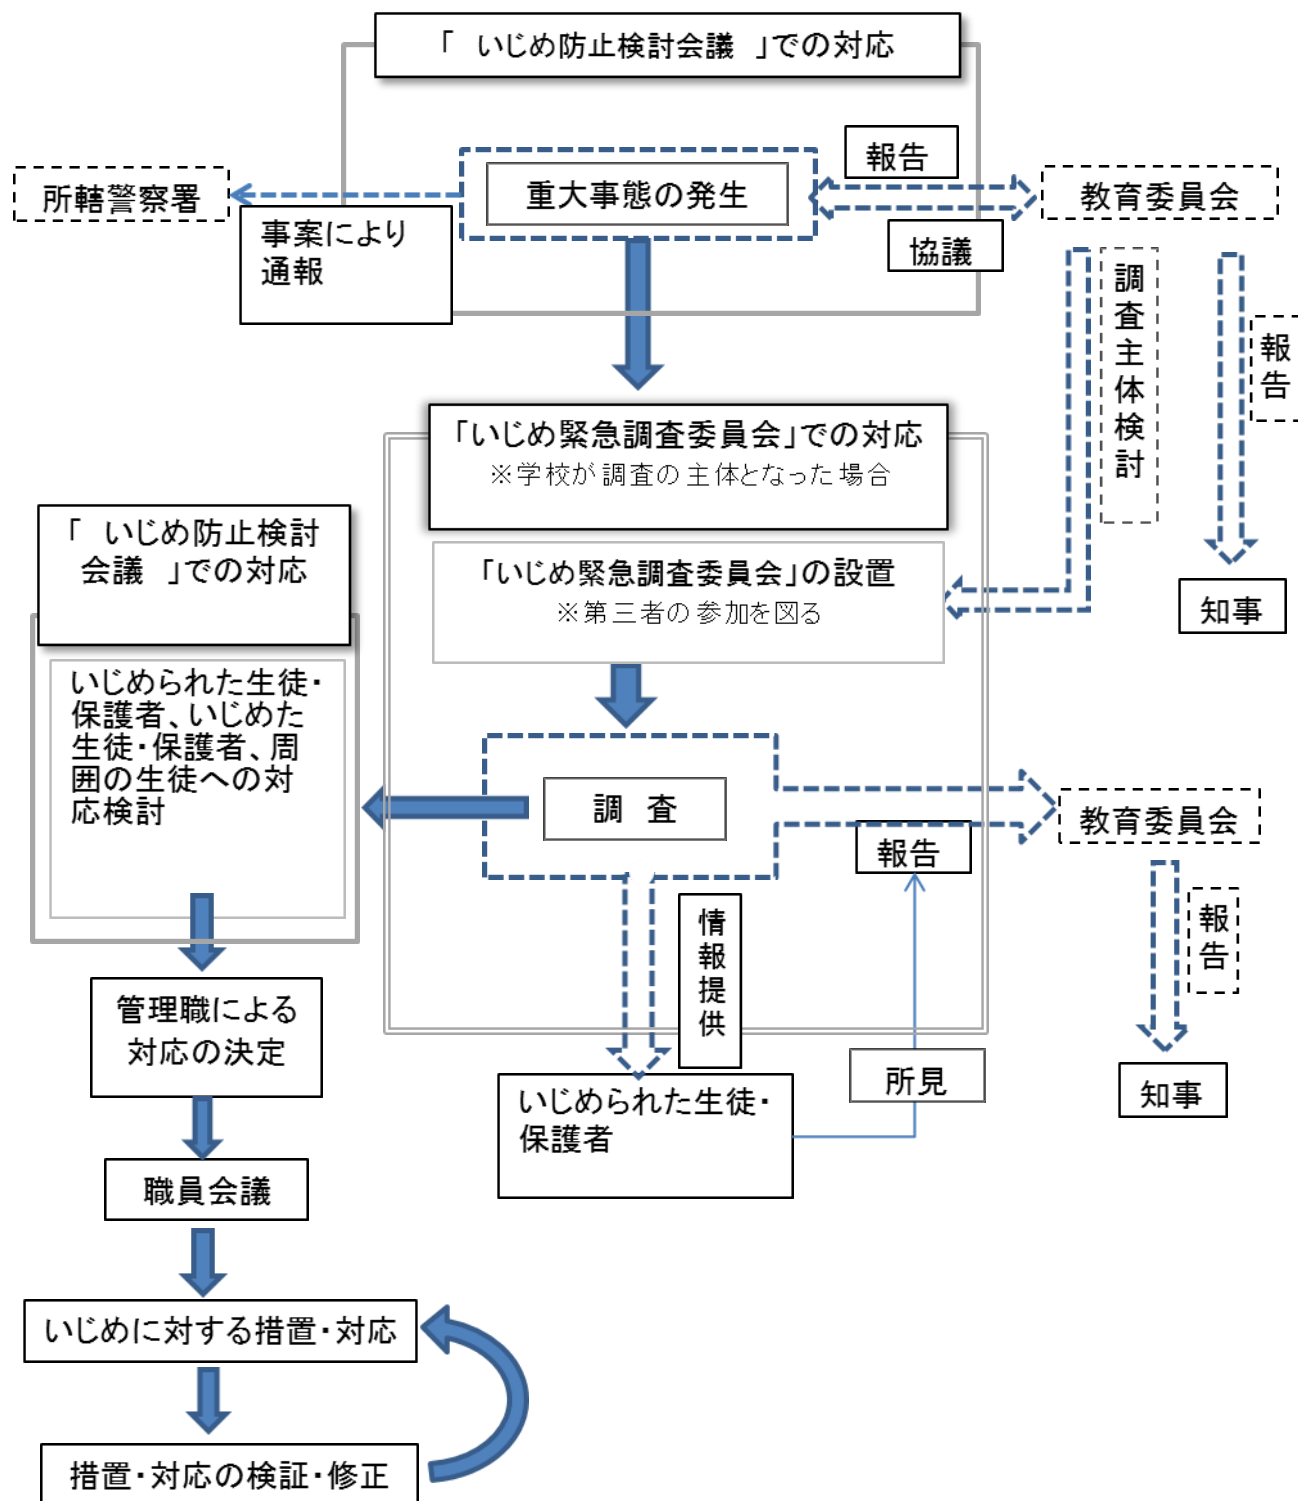 「　いじめ防止検討会議　」での対応
報告
重大事態の発生
所轄警察署
教育委員会
事案により
通報
協議
調査主体検討
報告
「いじめ緊急調査委員会」での対応
※学校が調査の主体となった場合
「　いじめ防止検討
会議　」での対応
「いじめ緊急調査委員会」の設置
※第三者の参加を図る
知事
いじめられた生徒・
保護者、いじめた
生徒・保護者、周
囲の生徒への対
応検討
調　査
教育委員会
報告
情報提供
報告
管理職による
対応の決定
所見
知事
いじめられた生徒・
保護者
職員会議
いじめに対する措置・対応
措置・対応の検証・修正